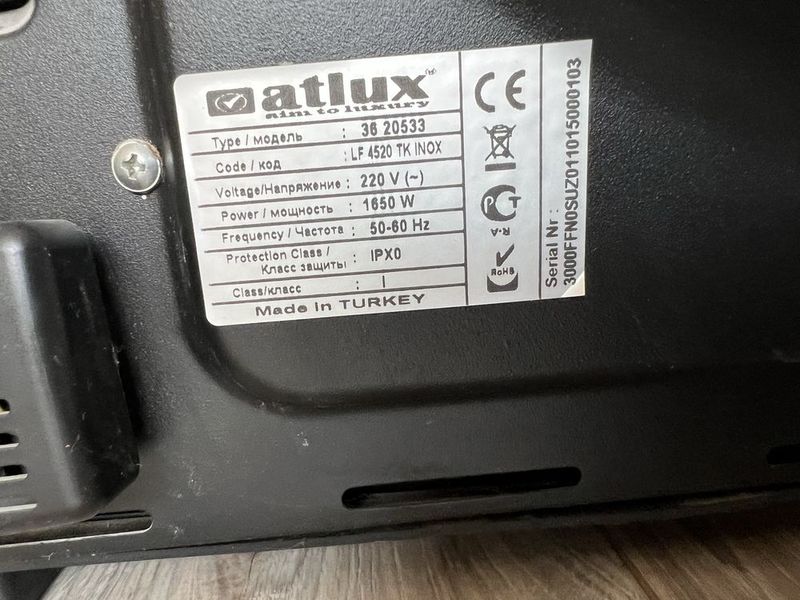 atlux®
aim to luxury
Type / модель : 36 20533
Code / код : LF 4520 TK INOX
Voltage/Напряжение : 220 V (~)
Power / мощность : 1650 W
Frequency / Частота : 50-60 Hz
Protection Class / Класс защиты : IPX0
Class/класс : I
Made In TURKEY
CE
РСТ
R.A
RoHS
Serial Nr :
3000FFN0SUZ011015000103